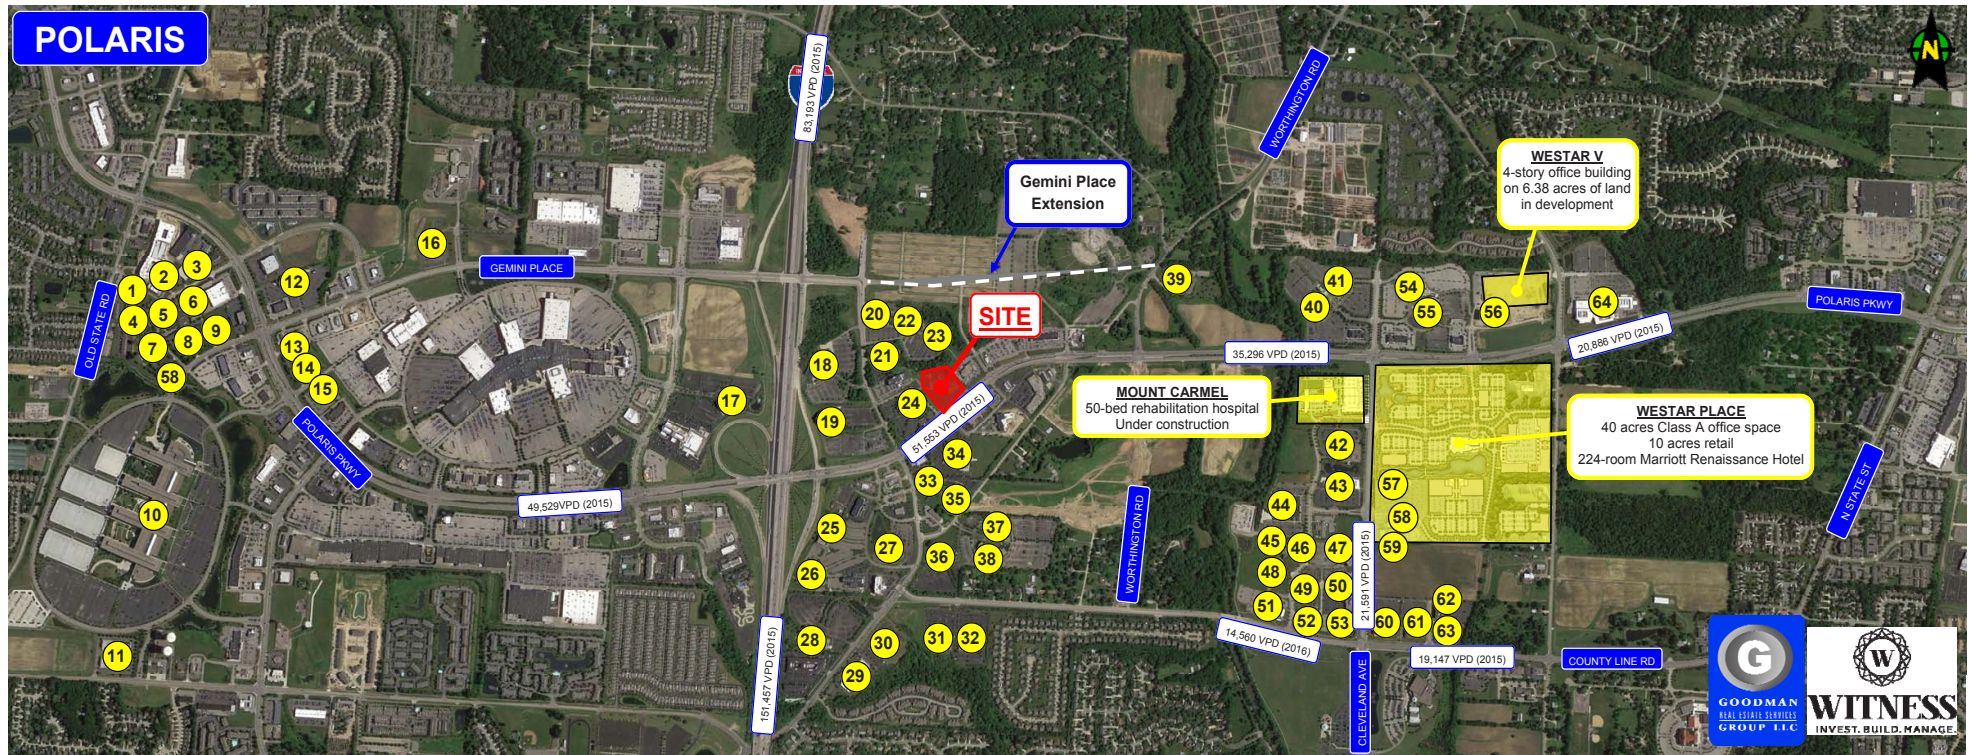 POLARIS
N
83,193 VPD (2015)
WORTHINGTON RD
WESTAR V
4-story office building
on 6.38 acres of land
in development
Gemini Place
Extension
16
3
2
1
6
5
4
9
8
7
58
12
GEMINI PLACE
OLD STATE RD
39
41
40
54
55
56
64
POLARIS PKWY
20
22
23
21
SITE
13
14
15
18
35,296 VPD (2015)
20,886 VPD (2015)
17
24
19
51,553 VPD (2015)
MOUNT CARMEL
50-bed rehabilitation hospital
Under construction
WESTAR PLACE
40 acres Class A office space
10 acres retail
224-room Marriott Renaissance Hotel
POLARIS PKWY
34
33
35
42
43
57
58
59
N STATE ST
10
49,529VPD (2015)
25
27
26
37
36
38
WORTHINGTON RD
44
45
46
47
48
49
50
51
52
53
21,591 VPD (2015)
60
61
62
63
11
151,457 VPD (2015)
28
30
29
31
32
14,560 VPD (2016)
19,147 VPD (2015)
COUNTY LINE RD
CLEVELAND AVE
G
GOODMAN
REAL ESTATE SERVICES
GROUP LLC
W
WITNESS
INVEST.BUILD.MANAGE.